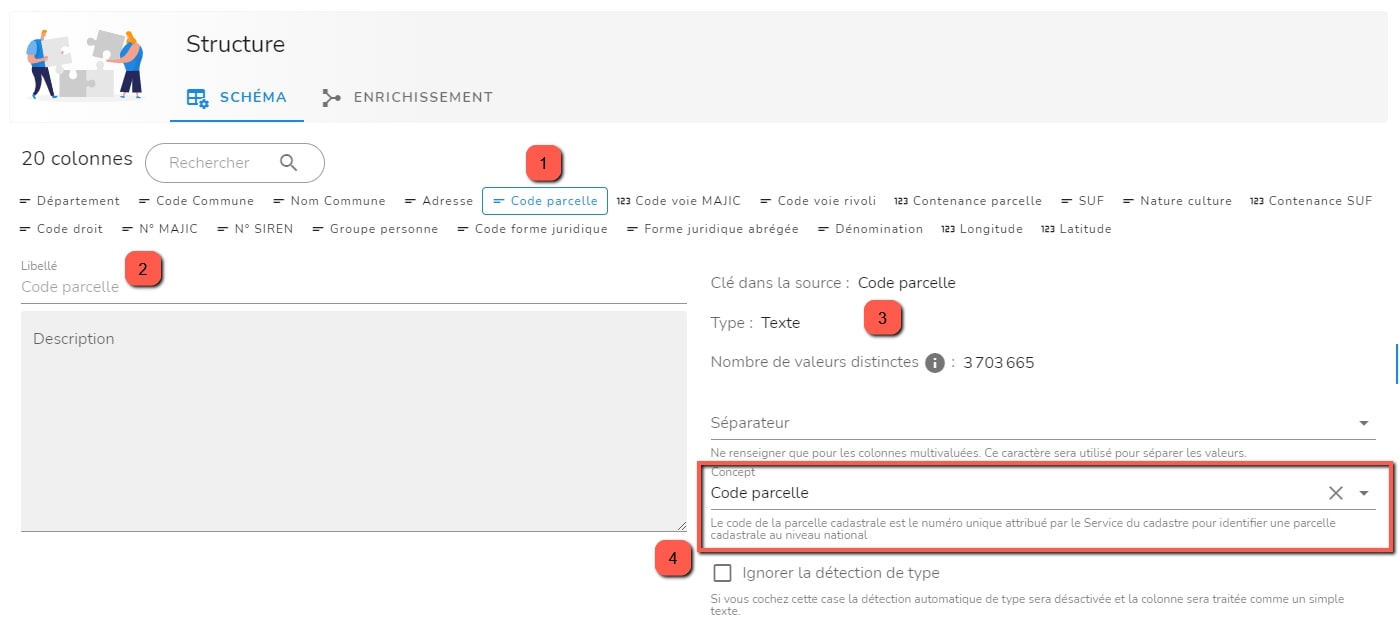 Structure
SCHÉMA ENRICHISSEMENT
20 colonnes Rechercher
1
Département Code Commune Nom Commune Adresse Code parcelle 123 Code voie MAJIC Code voie rivoli 123 Contenance parcelle SUF Nature culture 123 Contenance SUF
Code droit N° MAJIC N° SIREN Groupe personne Code forme juridique Forme juridique abrégée Dénomination 123 Longitude 123 Latitude
Libellé
2
Code parcelle
Description
Clé dans la source : Code parcelle
Type : Texte
3
Nombre de valeurs distinctes i : 3 703 665
Séparateur
Ne renseigner que pour les colonnes multivaluées. Ce caractère sera utilisé pour séparer les valeurs.
Concept
Code parcelle
Le code de la parcelle cadastrale est le numéro unique attribué par le Service du cadastre pour identifier une parcelle
cadastrale au niveau national
4
Ignorer la détection de type
Si vous cochez cette case la détection automatique de type sera désactivée et la colonne sera traitée comme un simple
texte.